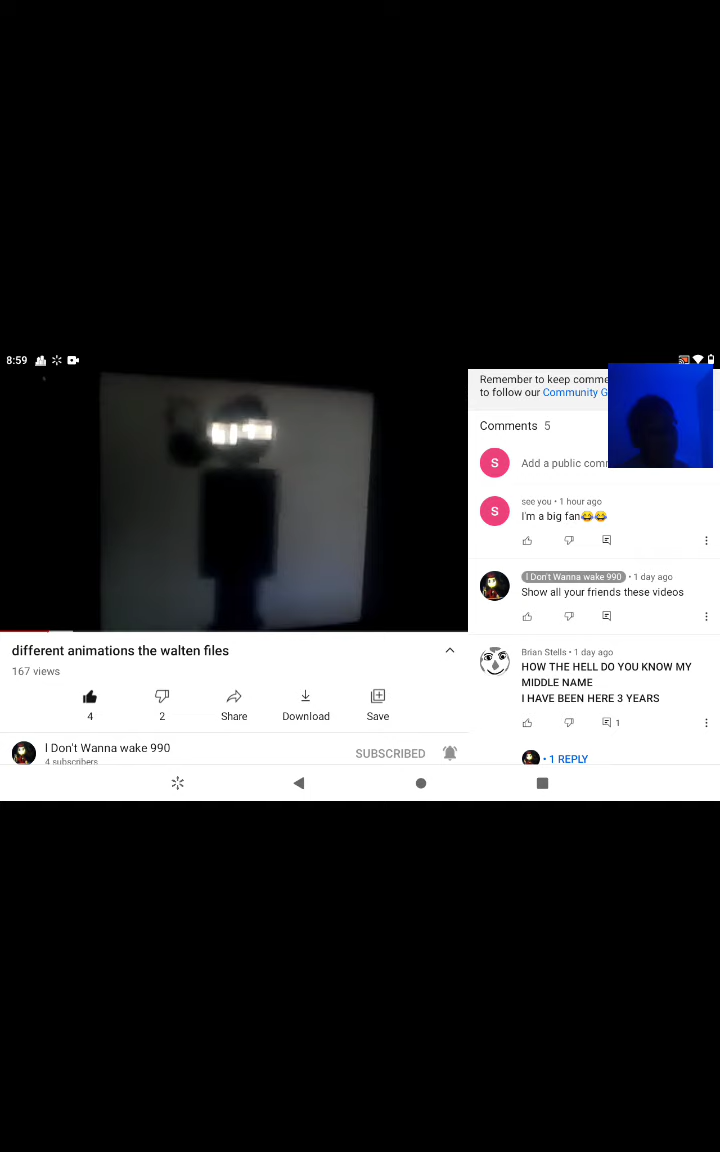 8:59
Remember to keep comme
to follow our Community G
Comments 5
S
Add a public com
S
see you • 1 hour ago
I'm a big fan😂😂
I Don't Wanna wake 990 • 1 day ago
Show all your friends these videos
Brian Stells • 1 day ago
HOW THE HELL DO YOU KNOW MY
MIDDLE NAME
I HAVE BEEN HERE 3 YEARS
1
• 1 REPLY
different animations the walten files
167 views
4
2
Share
Download
Save
I Don't Wanna wake 990
4 subscribers
SUBSCRIBED